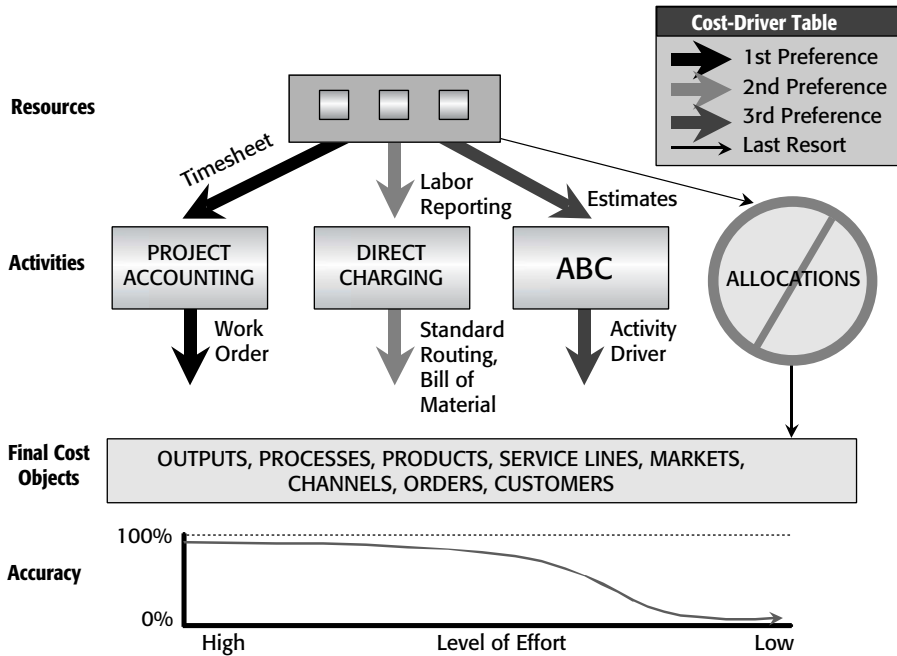 Cost-Driver Table
1st Preference
2nd Preference
3rd Preference
Last Resort
Resources
Timesheet
Labor
Reporting
Estimates
Activities
PROJECT
ACCOUNTING
DIRECT
CHARGING
ABC
ALLOCATIONS
Work
Order
Standard
Routing,
Bill of
Material
Activity
Driver
Final Cost
Objects
OUTPUTS, PROCESSES, PRODUCTS, SERVICE LINES, MARKETS,
CHANNELS, ORDERS, CUSTOMERS
100%
Accuracy
0%
High
Level of Effort
Low